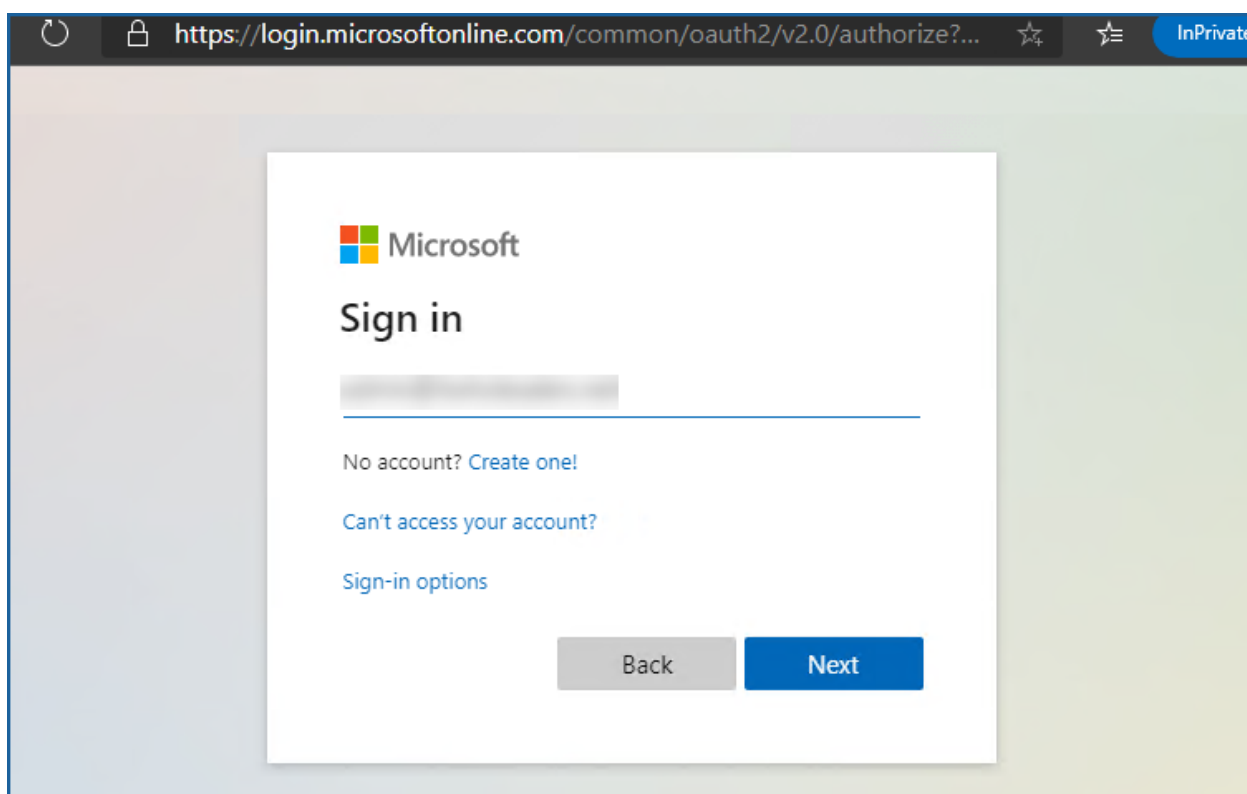 https://login.microsoftonline.com/common/oauth2/v2.0/authorize?... InPrivate
Microsoft
Sign in
No account? Create one!
Can't access your account?
Sign-in options
Back Next